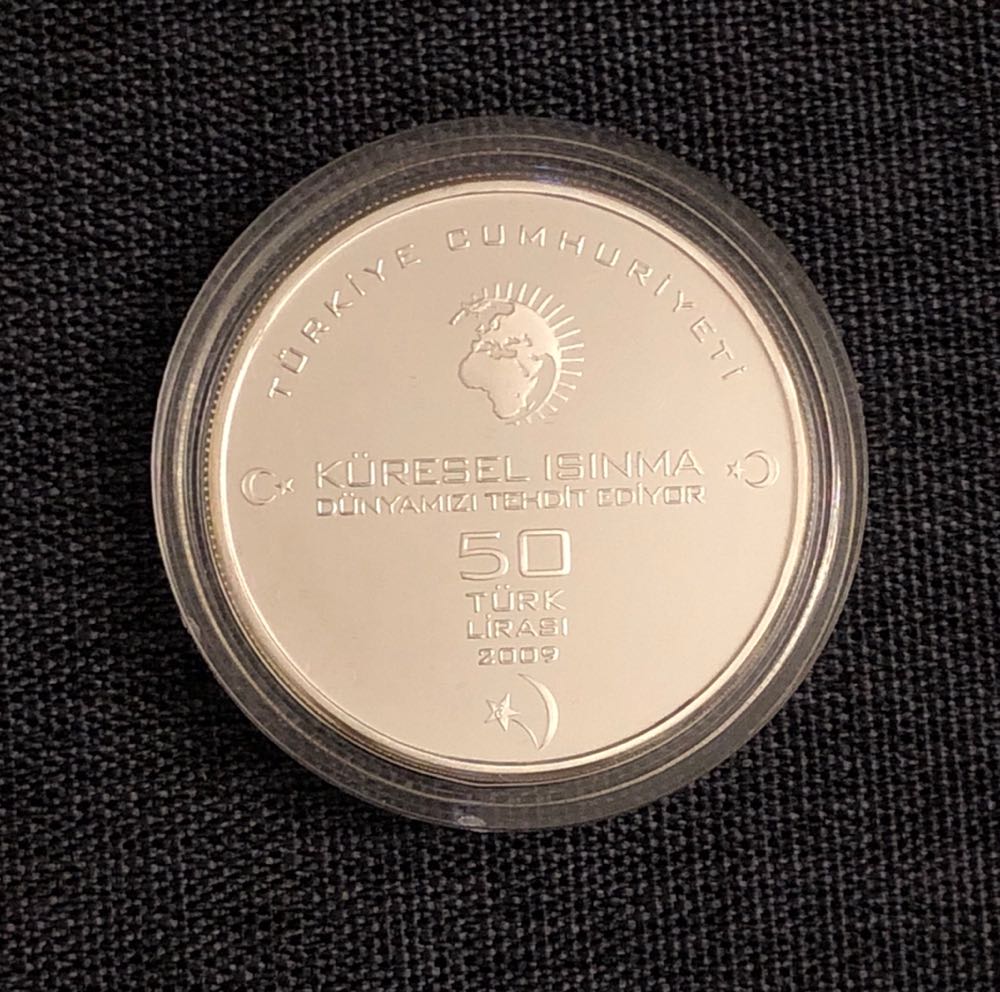 TÜRKİYE CUMHURİYETİ
KÜRESEL ISINMA
DÜNYAMIZI TEHDİT EDİYOR
50
TÜRK
LİRASI
2009